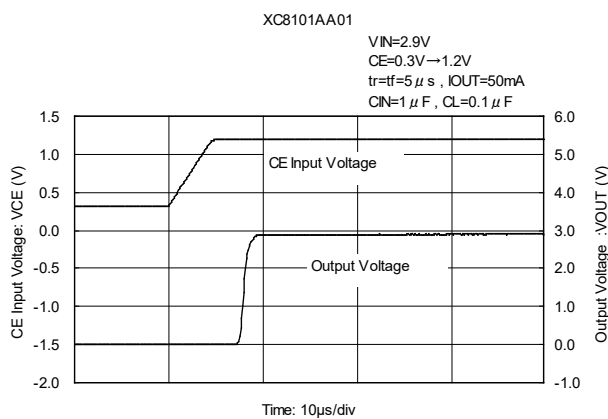 XC8101AA01
VIN=2.9V
CE=0.3V→1.2V
tr=tf=5μs , IOUT=50mA
CIN=1μF , CL=0.1μF
CE Input Voltage: VCE (V)
1.5
1.0
0.5
0.0
-0.5
-1.0
-1.5
-2.0
CE Input Voltage
Output Voltage
6.0
5.0
4.0
3.0
2.0
1.0
0.0
-1.0
Output Voltage :VOUT (V)
Time: 10μs/div